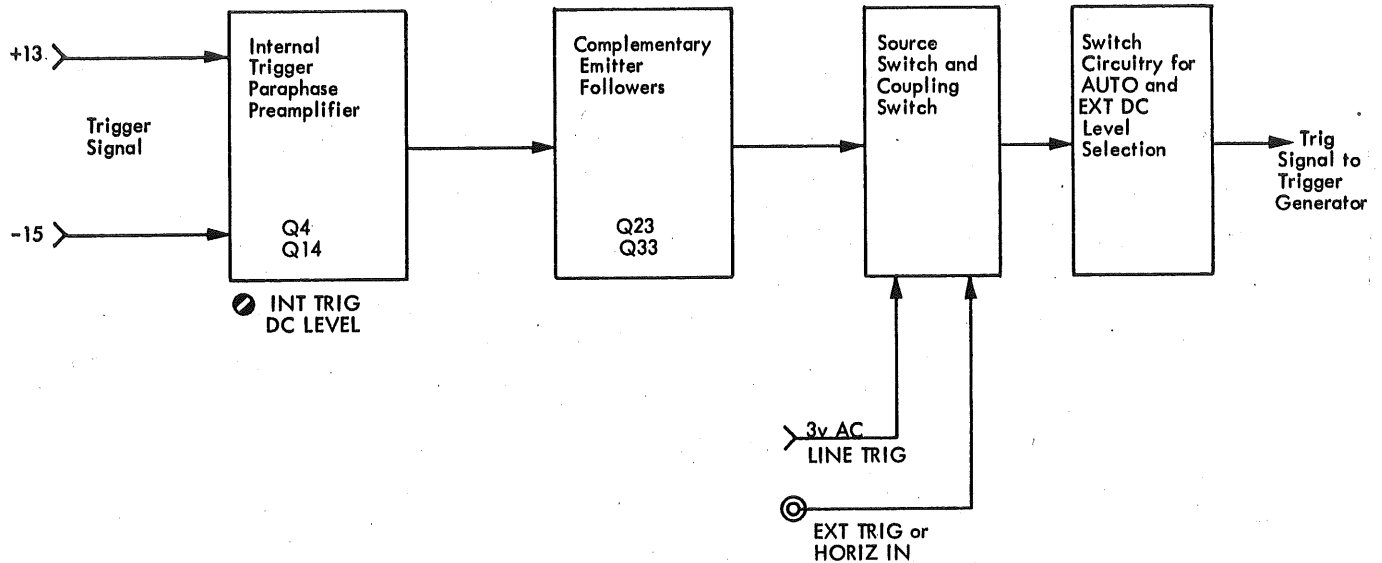 +13
Trigger
Signal
-15
Internal
Trigger
Paraphase
Preamplifier
Q4
Q14
INT TRIG
DC LEVEL
Complementary
Emitter
Followers
Q23
Q33
Source
Switch and
Coupling
Switch
3v AC
LINE TRIG
EXT TRIG or
HORIZ IN
Switch
Circuitry for
AUTO and
EXT DC
Level
Selection
Trig
Signal to
Trigger
Generator